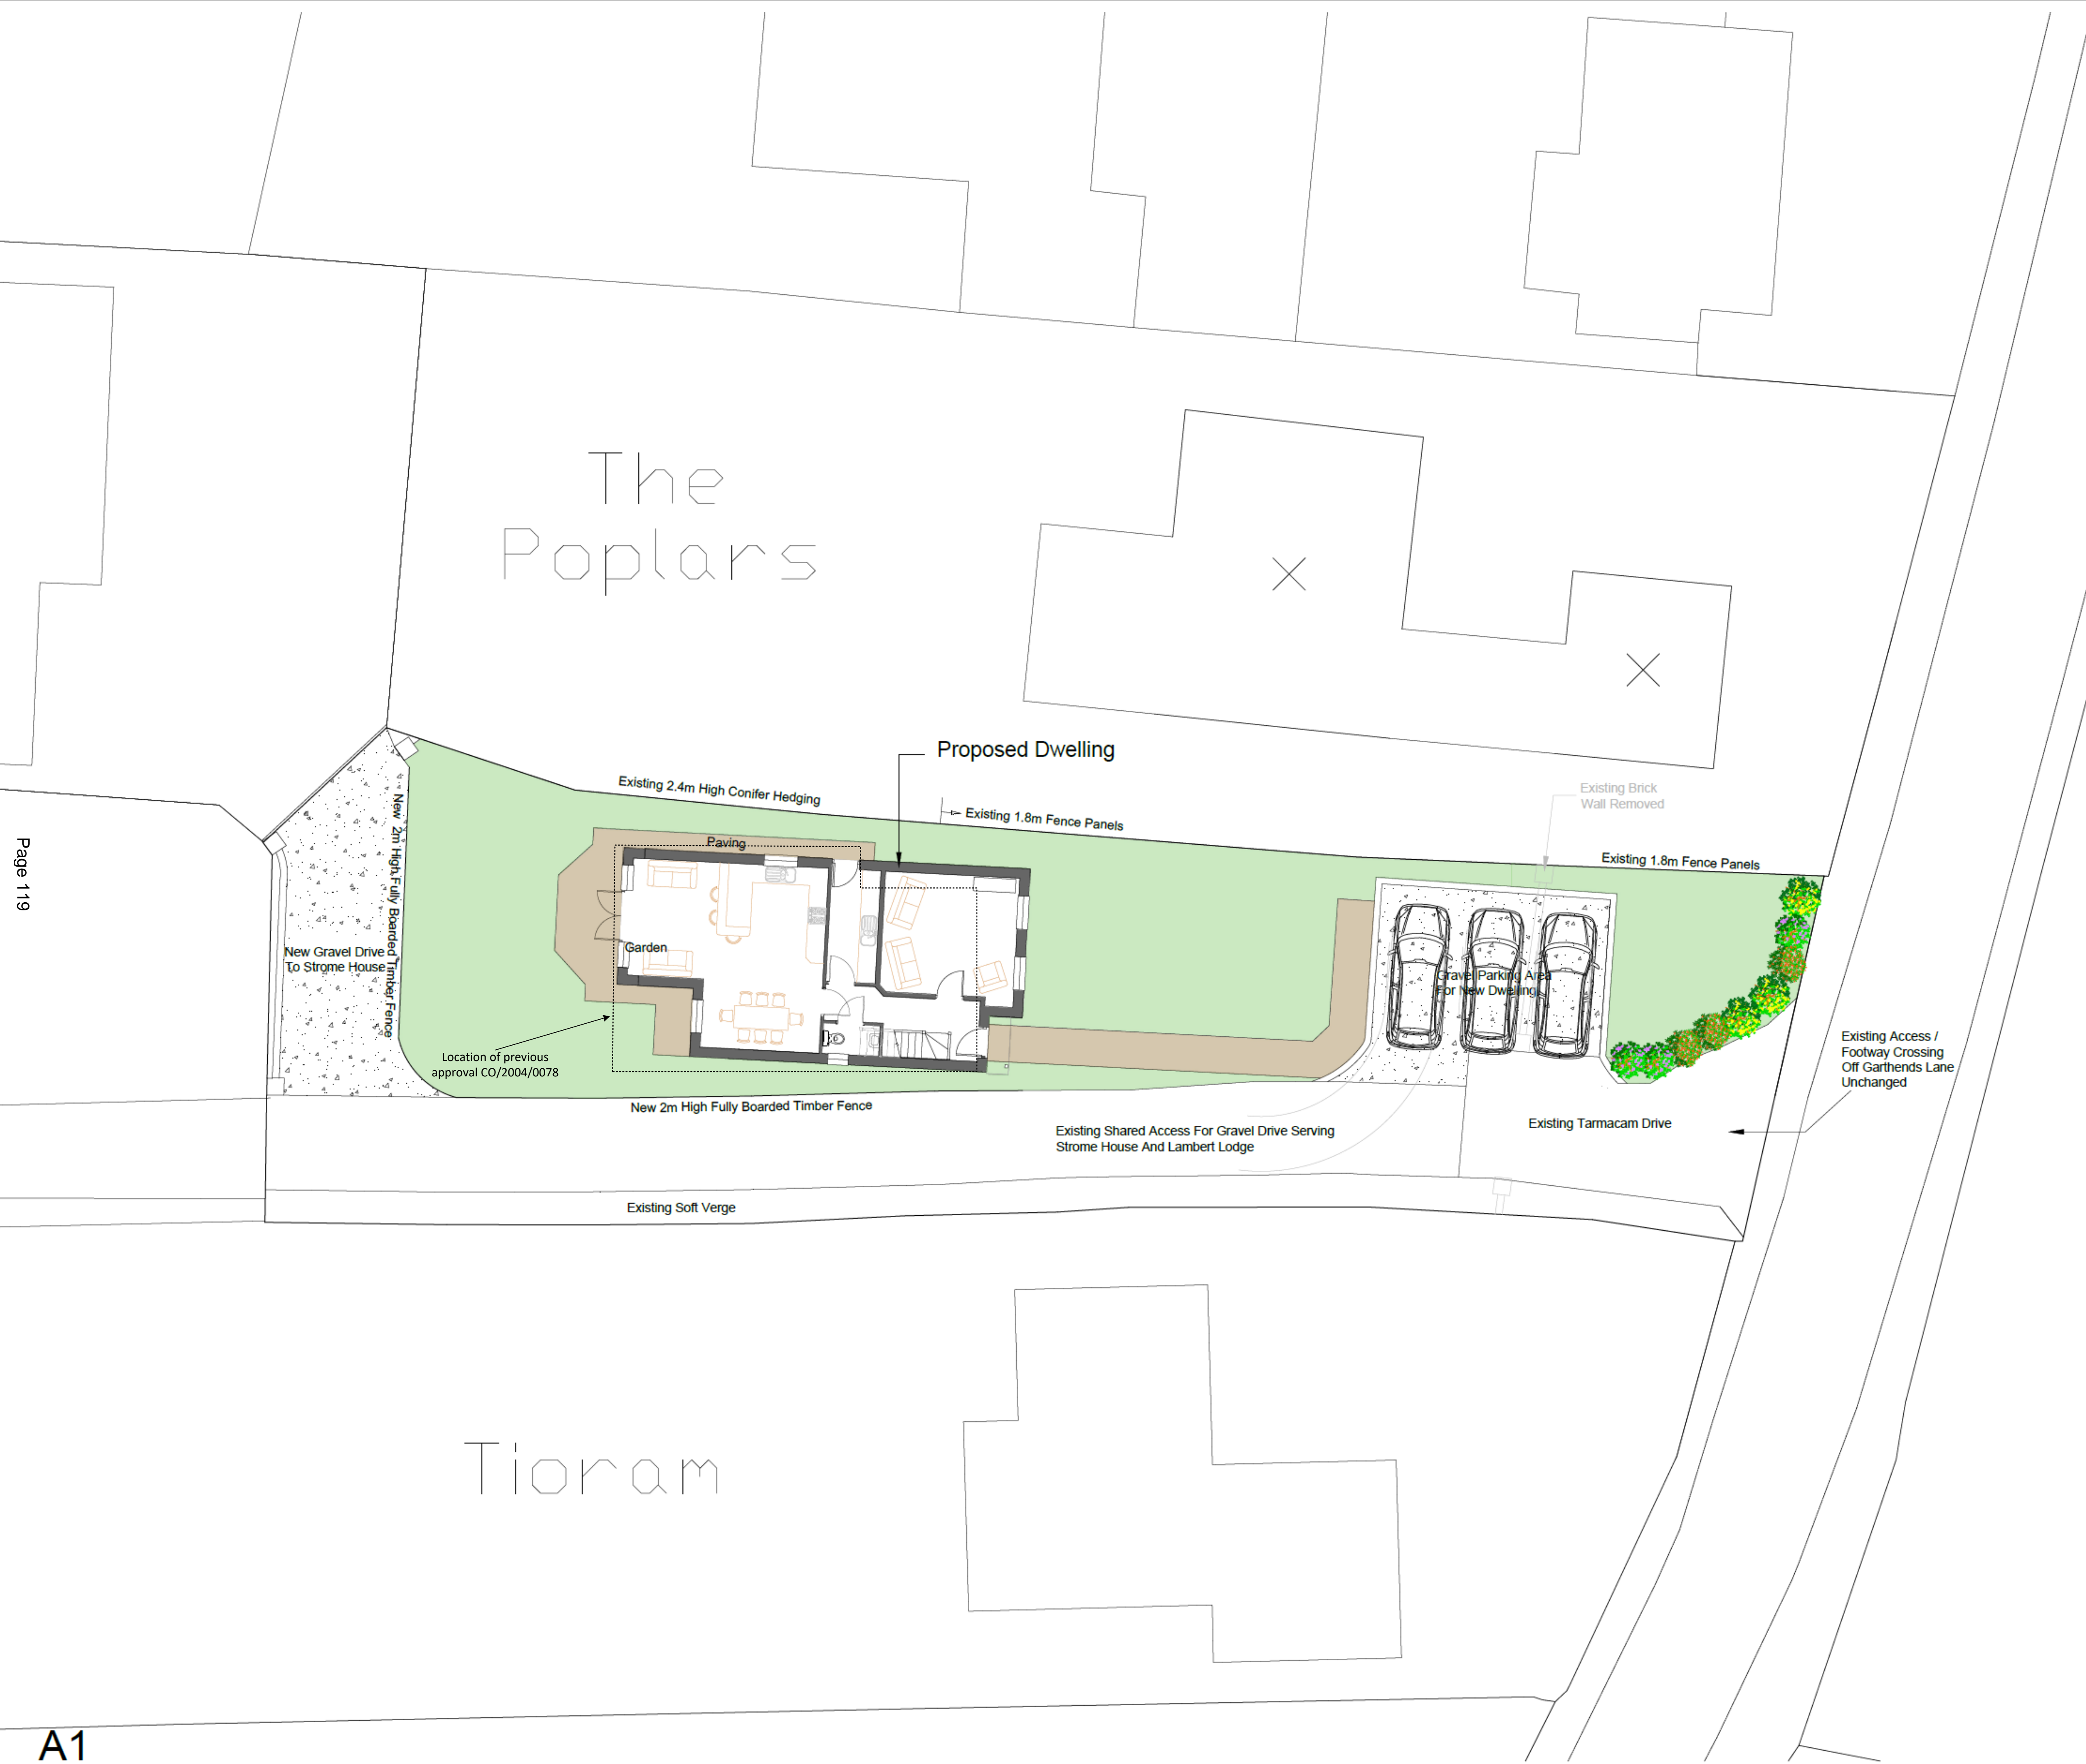 The
Poplars
Proposed Dwelling
Existing 2.4m High Conifer Hedging
Existing 1.8m Fence Panels
Existing Brick
Wall Removed
Existing 1.8m Fence Panels
Paving
Garden
New 2m High Fully Boarded Timber Fence
New Gravel Drive
To Strome House
Gravel Parking Area
For New Dwelling
Location of previous
approval CO/2004/0078
New 2m High Fully Boarded Timber Fence
Existing Shared Access For Gravel Drive Serving
Strome House And Lambert Lodge
Existing Tarmacam Drive
Existing Access /
Footway Crossing
Off Garthends Lane
Unchanged
Existing Soft Verge
Tioram
Page 119
A1